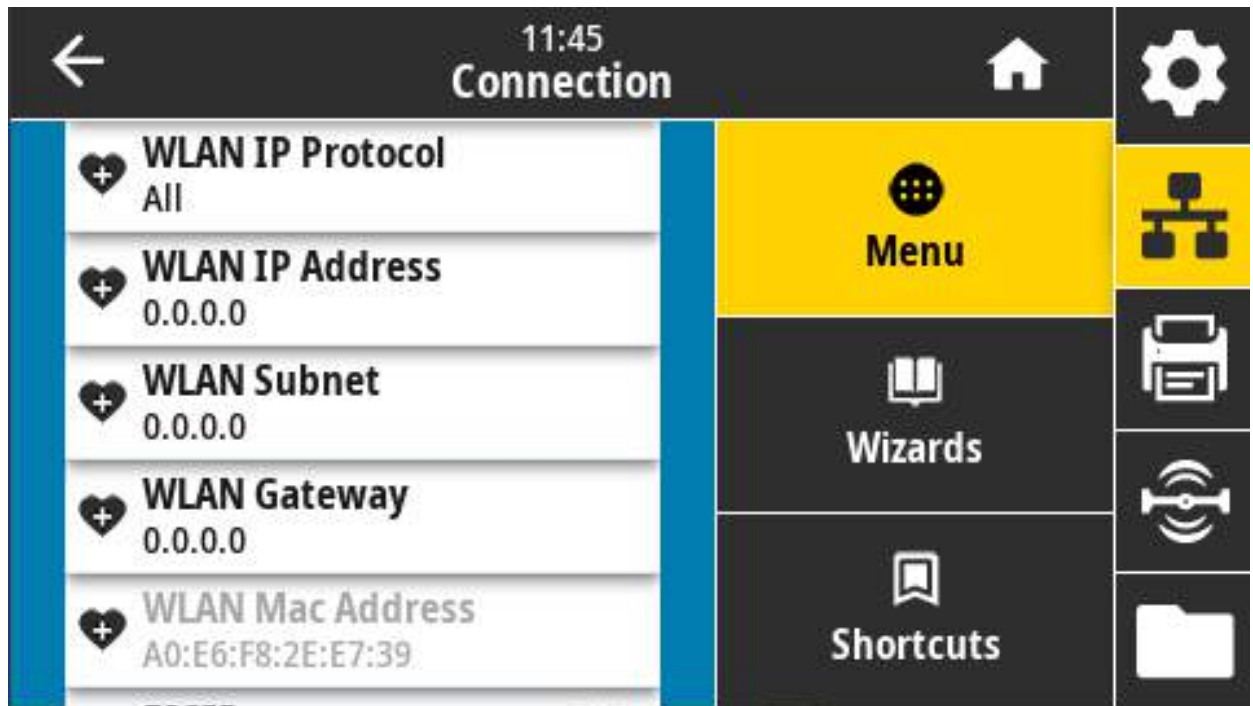 11:45
Connection
WLAN IP Protocol
All
WLAN IP Address
0.0.0.0
WLAN Subnet
0.0.0.0
WLAN Gateway
0.0.0.0
WLAN Mac Address
A0:E6:F8:2E:E7:39
Menu
Wizards
Shortcuts